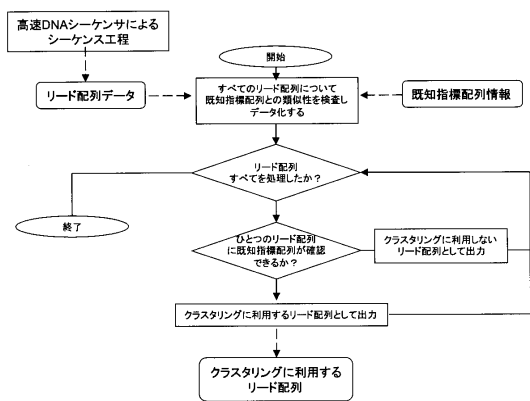 高速DNAシーケンサによる
シーケンス工程
開始
リード配列データ
すべてのリード配列について
既知指標配列との類似性を検査し
データ化する
既知指標配列情報
リード配列
すべてを処理したか？
終了
ひとつのリード配列
に既知指標配列が確認
できるか？
クラスタリングに利用しない
リード配列として出力
クラスタリングに利用するリード配列として出力
クラスタリングに利用する
リード配列